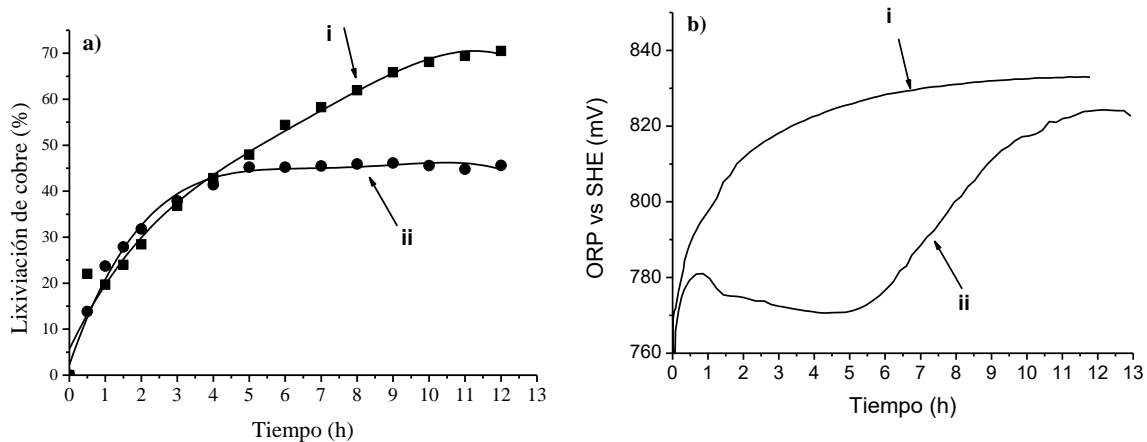 a)
i
ii
Lixiviación de cobre (%)
70
60
50
40
30
20
10
0
0 1 2 3 4 5 6 7 8 9 10 11 12 13
Tiempo (h)
b)
i
ii
ORP vs SHE (mV)
840
820
800
780
760
0 1 2 3 4 5 6 7 8 9 10 11 12 13
Tiempo (h)